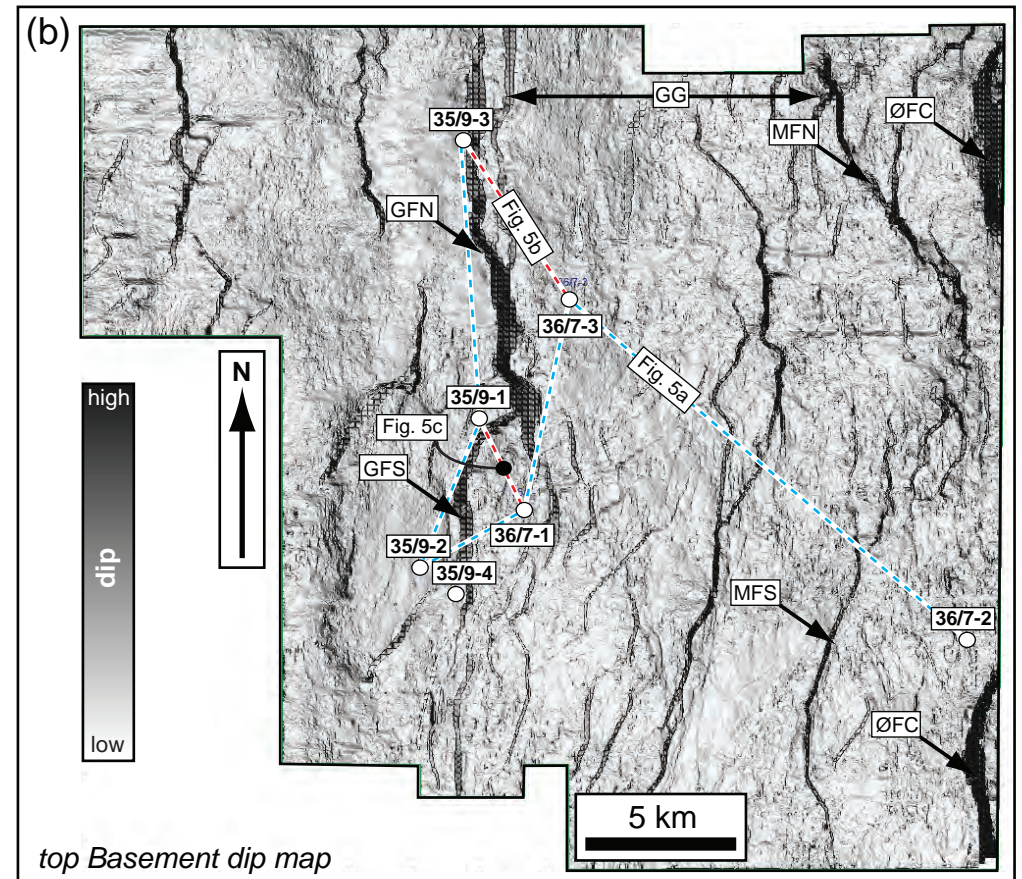 (b)
GG
ØFC
35/9-3
MFN
GFN
Fig. 5b
36/7-3
N
high
35/9-1
Fig. 5a
Fig. 5c
GFS
36/7-1
35/9-2
dip
35/9-4
MFS
36/7-2
low
ØFC
5 km
top Basement dip map